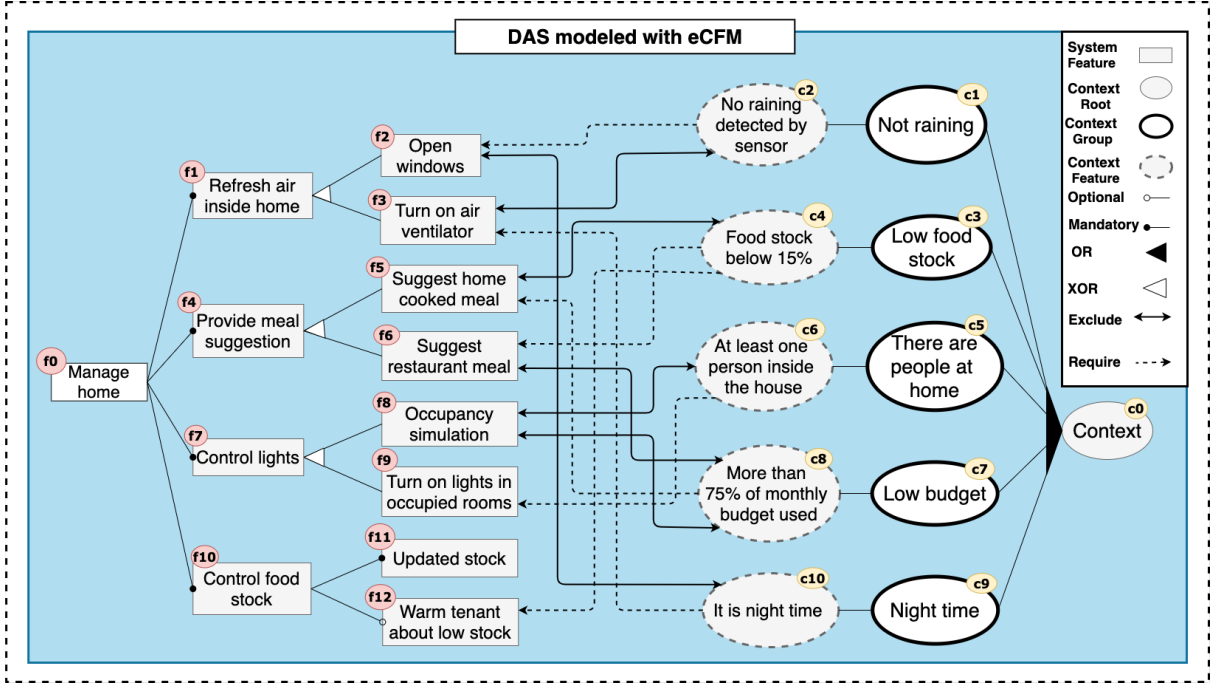 DAS modeled with eCFM
System
Feature
Context
Root
Context
Group
Context
Feature
Optional
Mandatory
OR
XOR
Exclude
Require
f0
Manage
home
f1
Refresh air
inside home
f2
Open
windows
f3
Turn on air
ventilator
f4
Provide meal
suggestion
f5
Suggest home
cooked meal
f6
Suggest
restaurant meal
f7
Control lights
f8
Occupancy
simulation
f9
Turn on lights in
occupied rooms
f10
Control food
stock
f11
Updated stock
f12
Warm tenant
about low stock
c2
No raining
detected by
sensor
c1
Not raining
c4
Food stock
below 15%
c3
Low food
stock
c6
At least one
person inside
the house
c5
There are
people at
home
c8
More than
75% of monthly
budget used
c7
Low budget
c10
It is night time
c9
Night time
c0
Context